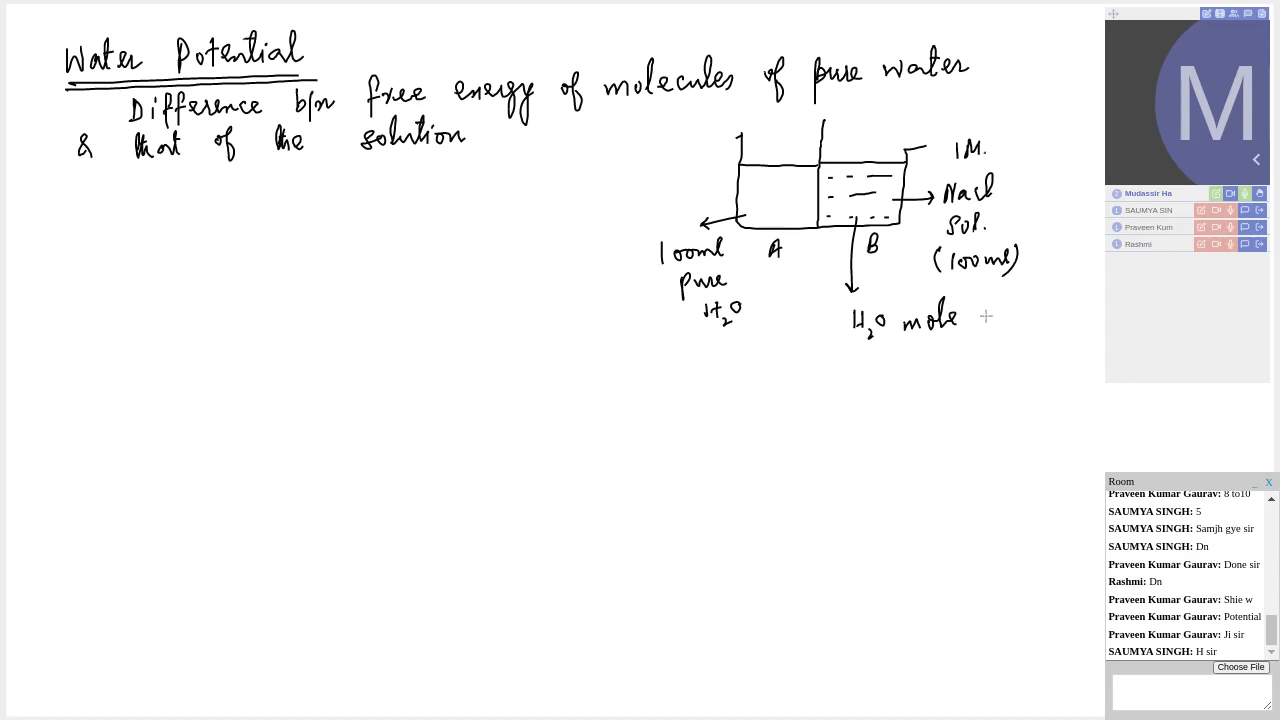 Water Potential
Difference b/n free energy of molecules of pure water
& that of the solution
1M.
NaCl
Sol.
(100ml)
100ml
pure
H2O
A
B
H2O mole
M
Mudassir Ha
SAUMYA SIN
Praveen Kum
Rashmi
Room
_ X
Praveen Kumar Gaurav: 8 to10
SAUMYA SINGH: 5
SAUMYA SINGH: Samjh gye sir
SAUMYA SINGH: Dn
Praveen Kumar Gaurav: Done sir
Rashmi: Dn
Praveen Kumar Gaurav: Shie w
Praveen Kumar Gaurav: Potential
Praveen Kumar Gaurav: Ji sir
SAUMYA SINGH: H sir
Choose File